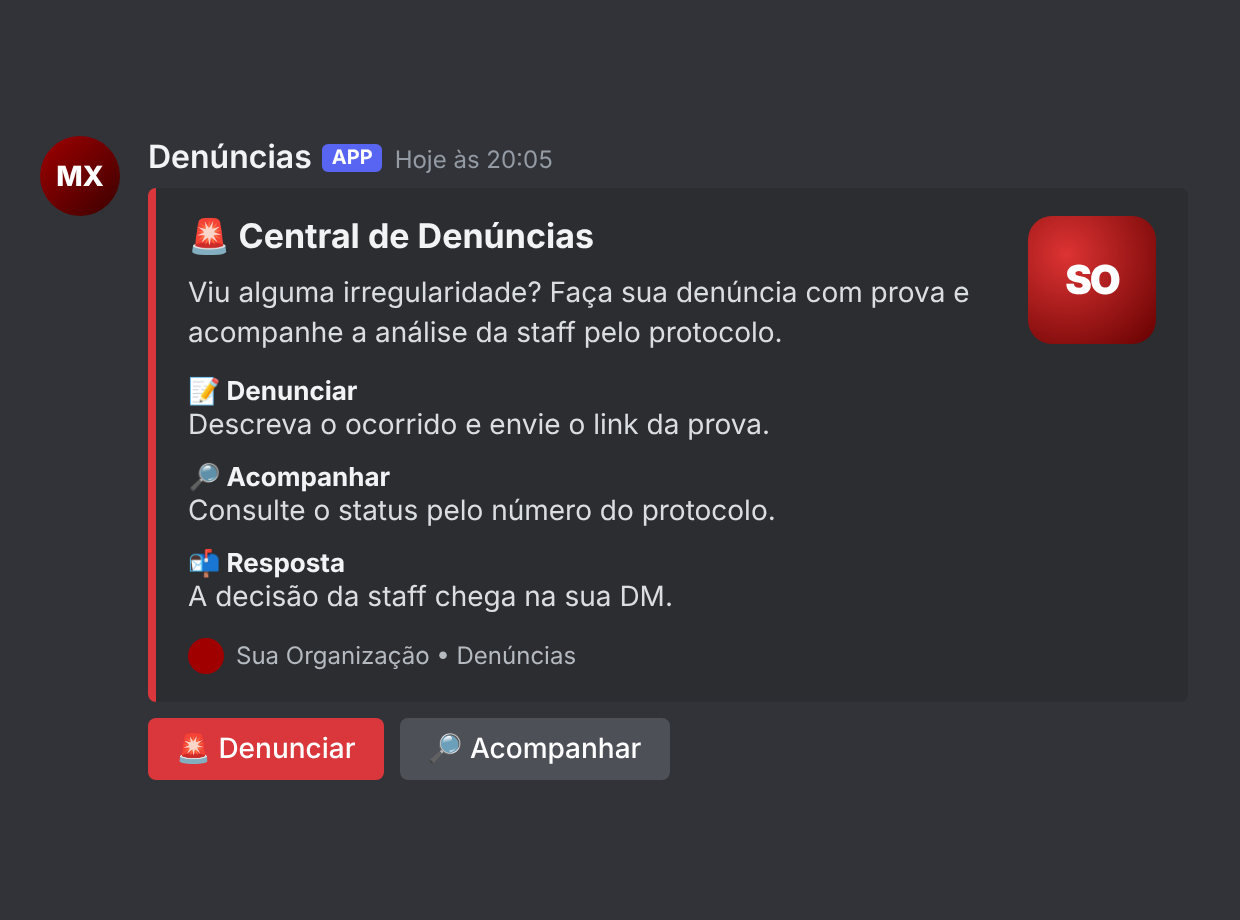 MX
Denúncias APP Hoje às 20:05
🚨 Central de Denúncias
SO
Viu alguma irregularidade? Faça sua denúncia com prova e
acompanhe a análise da staff pelo protocolo.
📝 Denunciar
Descreva o ocorrido e envie o link da prova.
🔎 Acompanhar
Consulte o status pelo número do protocolo.
📬 Resposta
A decisão da staff chega na sua DM.
Sua Organização • Denúncias
🚨 Denunciar
🔎 Acompanhar